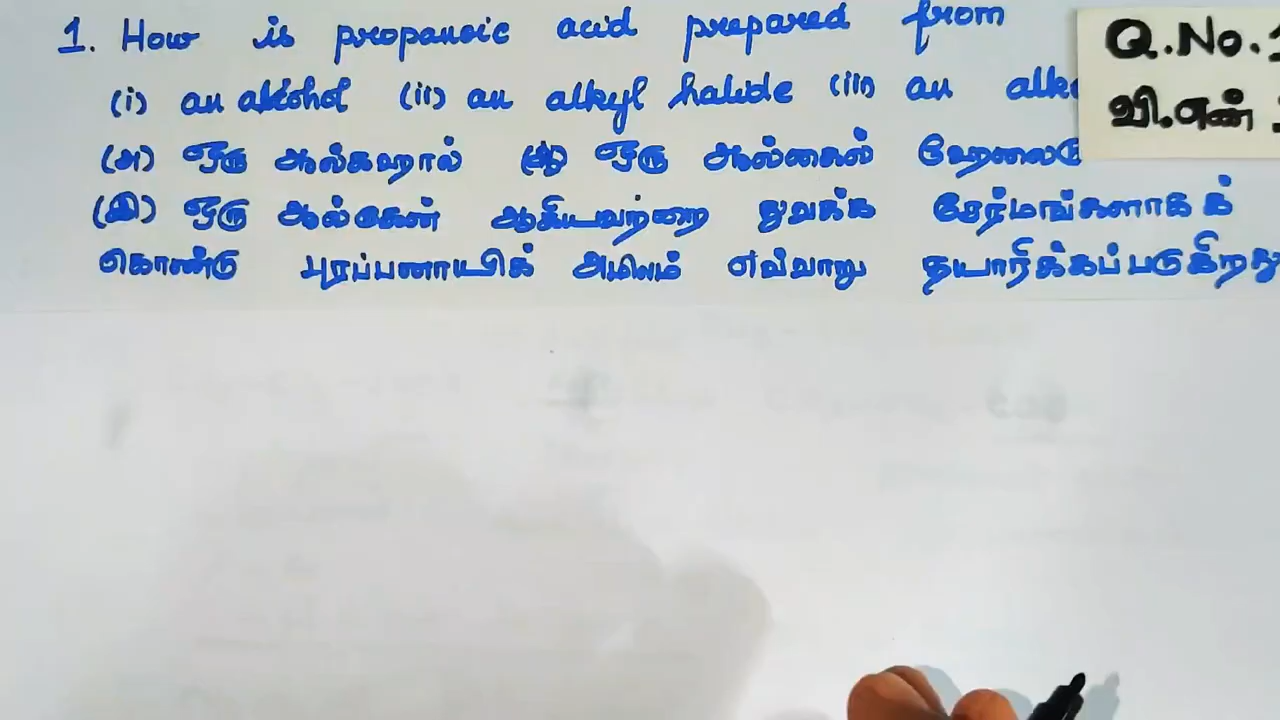 1. How is propanoic acid prepared from
(i) an alcohol (ii) an alkyl halide (iii) an
(அ) ஒரு ஆல்கஹால் (ஆ) ஒரு ஆல்கைல்
(இ) ஒரு ஆல்கீன் ஆகியவற்றை துவக்க சேர்மங்களாகக்
கொண்டு புரப்பனாயிக் அமிலம் எவ்வாறு தயாரிக்கப்படுகிறது
Q.No.
வி.எண்